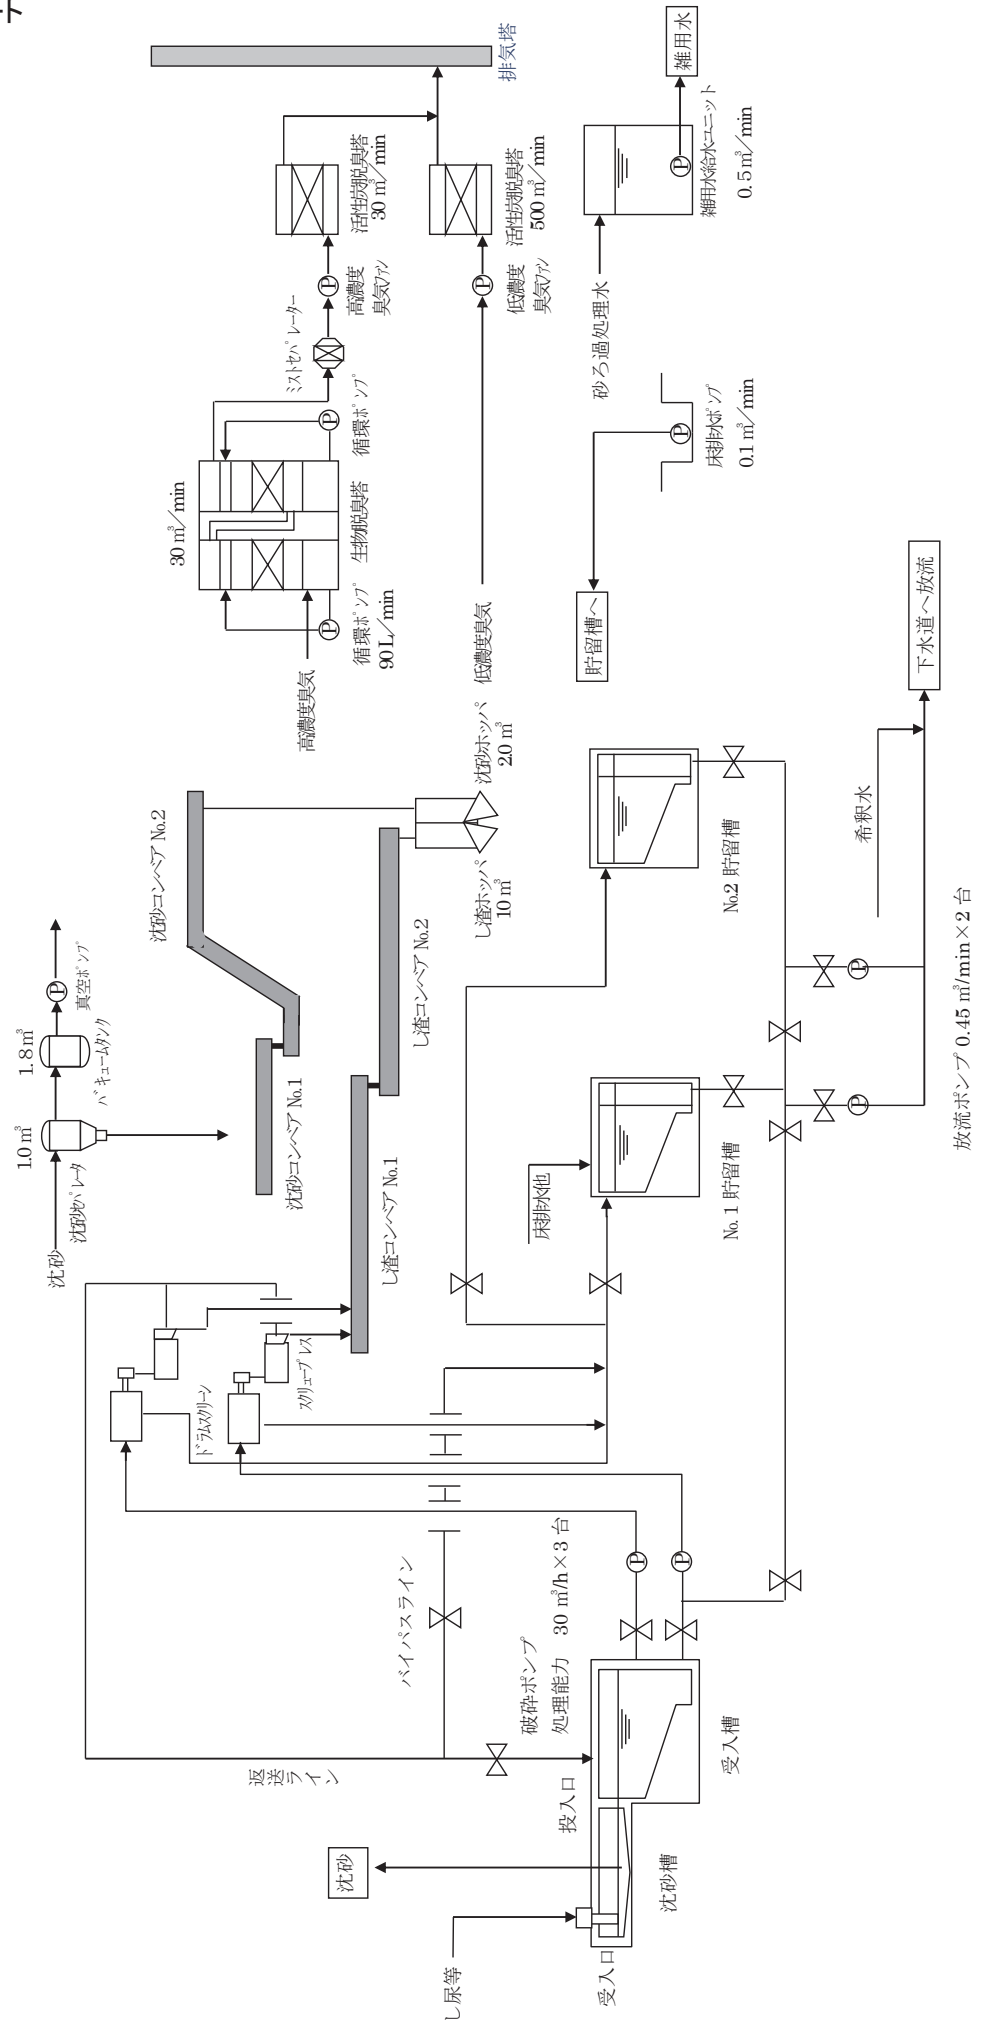 し尿等
受入口
沈砂
沈砂槽
投入口
受入槽
返送ライン
バイパスライン
破砕ポンプ
処理能力 30 m³/h×3 台
ドラムスクリーン
スクリュープレス
沈砂
沈砂セパレータ
1.0 m³
バキュームタンク
1.8 m³
真空ポンプ
沈砂コンベア No.1
沈砂コンベア No.2
し渣コンベア No.1
し渣コンベア No.2
し渣ホッパ
1.0 m³
沈砂ホッパ
2.0 m³
床排水他
No.1 貯留槽
No.2 貯留槽
放流ポンプ 0.45 m³/min×2 台
希釈水
下水道へ放流
高濃度臭気
循環ポンプ
90L/min
生物脱臭塔
30 m³/min
循環ポンプ
ミストセパレーター
高濃度
臭気ファン
活性炭脱臭塔
30 m³/min
低濃度臭気
低濃度
臭気ファン
活性炭脱臭塔
500 m³/min
排気塔
貯留槽へ
床排水ポンプ
0.1 m³/min
砂ろ過処理水
雑用水給水ユニット
0.5 m³/min
雑用水
P
P
P
P
P
P
P
P
P
P
P